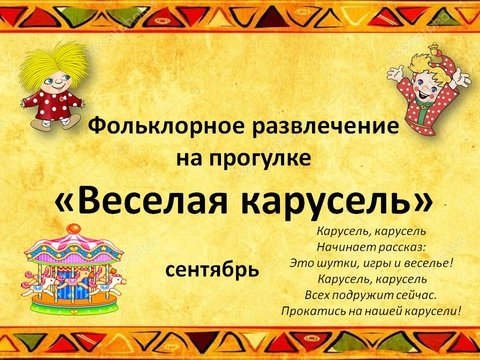 Фольклорное развлечение
на прогулке
«Веселая карусель»
сентябрь
Карусель, карусель
Начинает рассказ:
Это шутки, игры и веселье!
Карусель, карусель
Всех подружит сейчас.
Прокатись на нашей карусели!